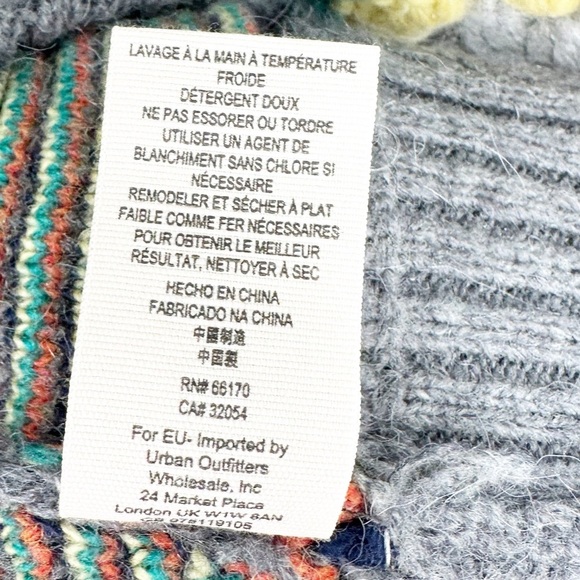 LAVAGE À LA MAIN À TEMPÉRATURE
FROIDE
DÉTERGENT DOUX
NE PAS ESSORER OU TORDRE
UTILISER UN AGENT DE
BLANCHIMENT SANS CHLORE SI
NÉCESSAIRE
REMODELER ET SÉCHER À PLAT
FAIBLE COMME FER NÉCESSAIRES
POUR OBTENIR LE MEILLEUR
RÉSULTAT, NETTOYER À SEC
HECHO EN CHINA
FABRICADO NA CHINA
中國制造
中国製
RN# 66170
CA# 32054
For EU- Imported by
Urban Outfitters
Wholesale, Inc
24 Market Place
London UK W1W 8AN
GB 978119105